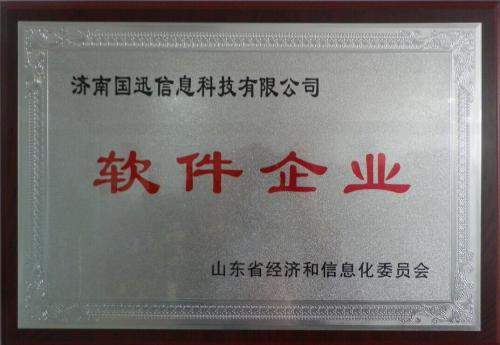 济南国迅信息科技有限公司
软件企业
山东省经济和信息化委员会